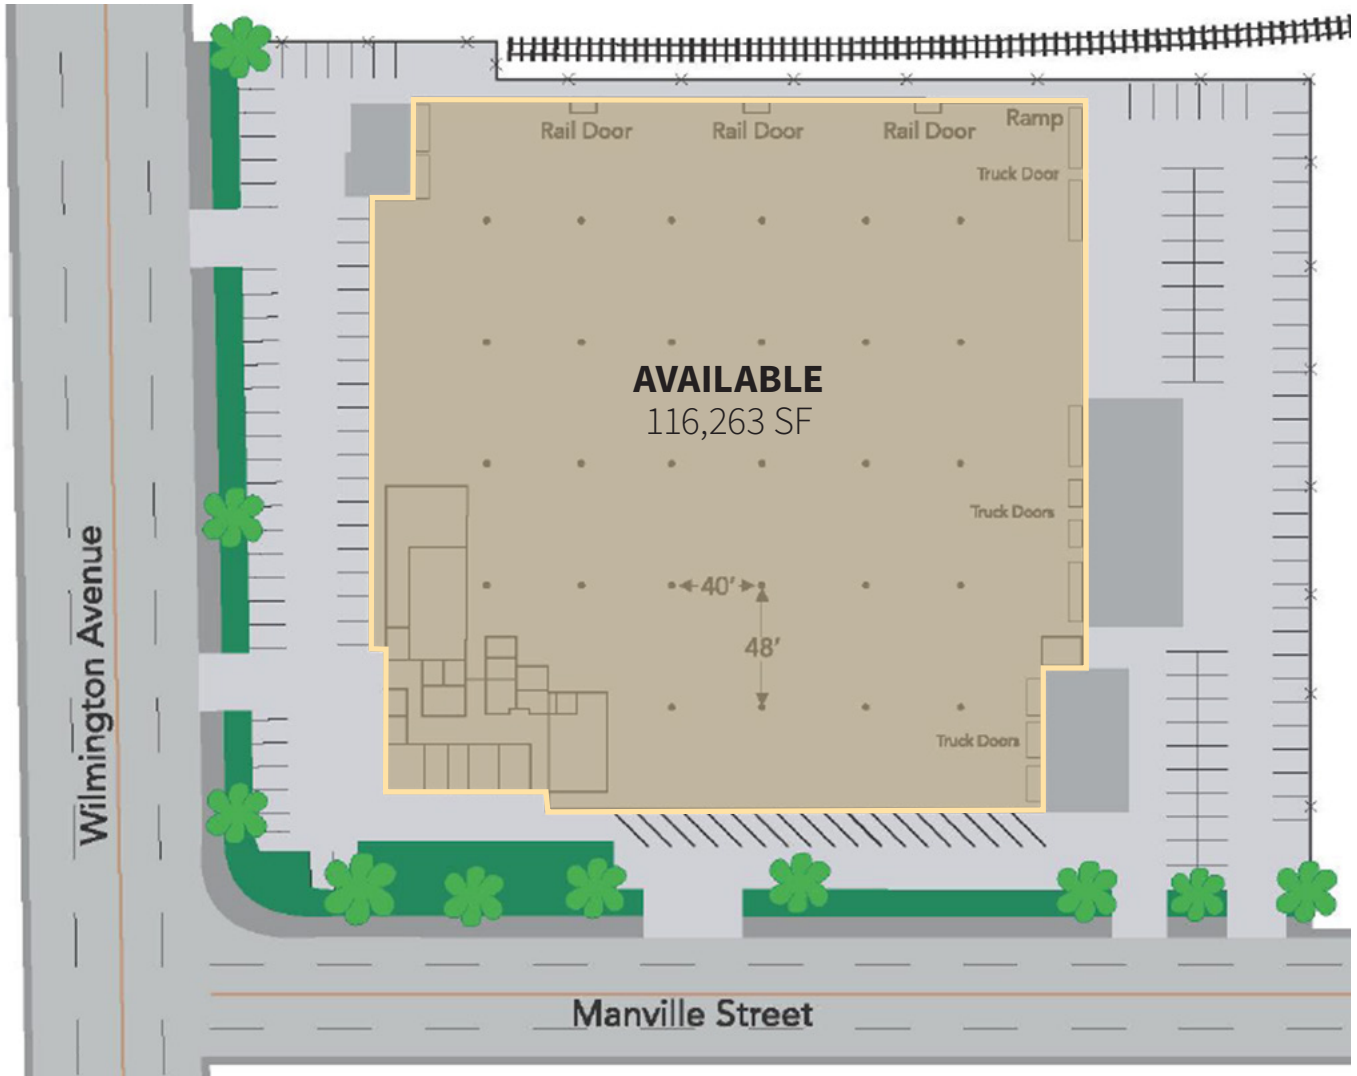 Rail Door
Rail Door
Rail Door
Ramp
Truck Door
AVAILABLE
116,263 SF
Truck Doors
40'
48'
Truck Doors
Wilmington Avenue
Manville Street